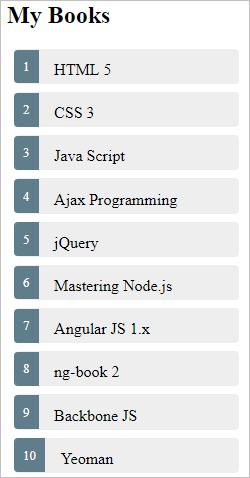 My Books
1 HTML 5
2 CSS 3
3 Java Script
4 Ajax Programming
5 jQuery
6 Mastering Node.js
7 Angular JS 1.x
8 ng-book 2
9 Backbone JS
10 Yeoman